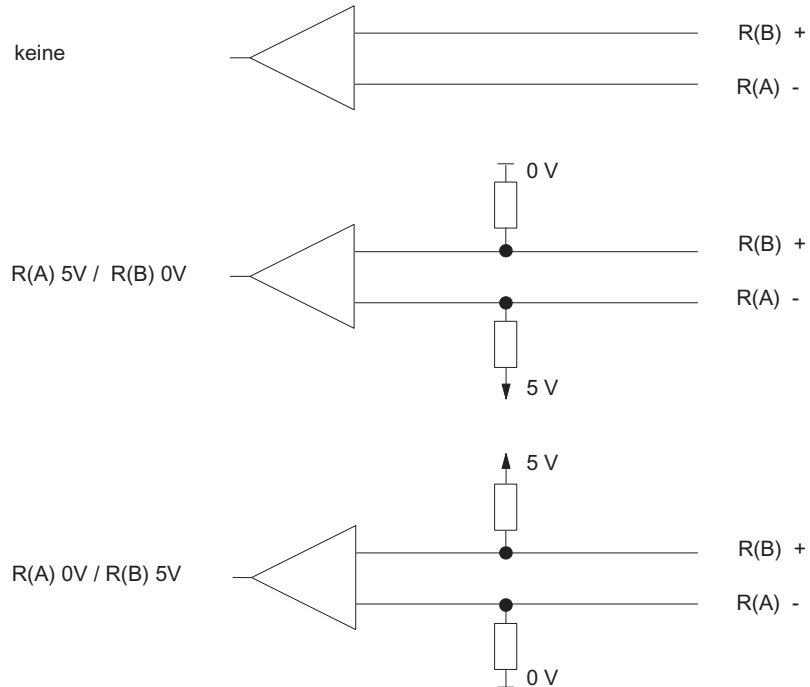 R(B) +
keine
R(A) -
0 V
R(B) +
R(A) 5V / R(B) 0V
R(A) -
5 V
5 V
R(B) +
R(A) 0V / R(B) 5V
R(A) -
0 V